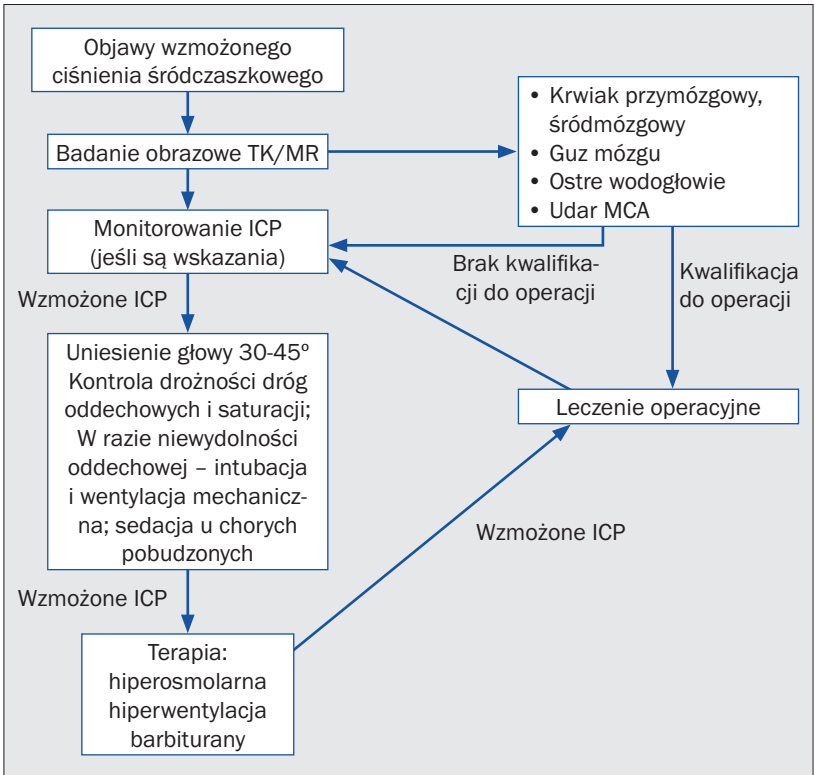 Objawy wzmożonego
ciśnienia śródczaszkowego
Badanie obrazowe TK/MR
• Krwiak przymózgowy,
śródmózgowy
• Guz mózgu
• Ostre wodogłowie
• Udar MCA
Monitorowanie ICP
(jeśli są wskazania)
Brak kwalifika-
cji do operacji
Kwalifikacja
do operacji
Wzmożone ICP
Uniesienie głowy 30-45º
Kontrola drożności dróg
oddechowych i saturacji;
W razie niewydolności
oddechowej – intubacja
i wentylacja mechanicz-
na; sedacja u chorych
pobudzonych
Leczenie operacyjne
Wzmożone ICP
Wzmożone ICP
Terapia:
hiperosmolarna
hiperwentylacja
barbiturany